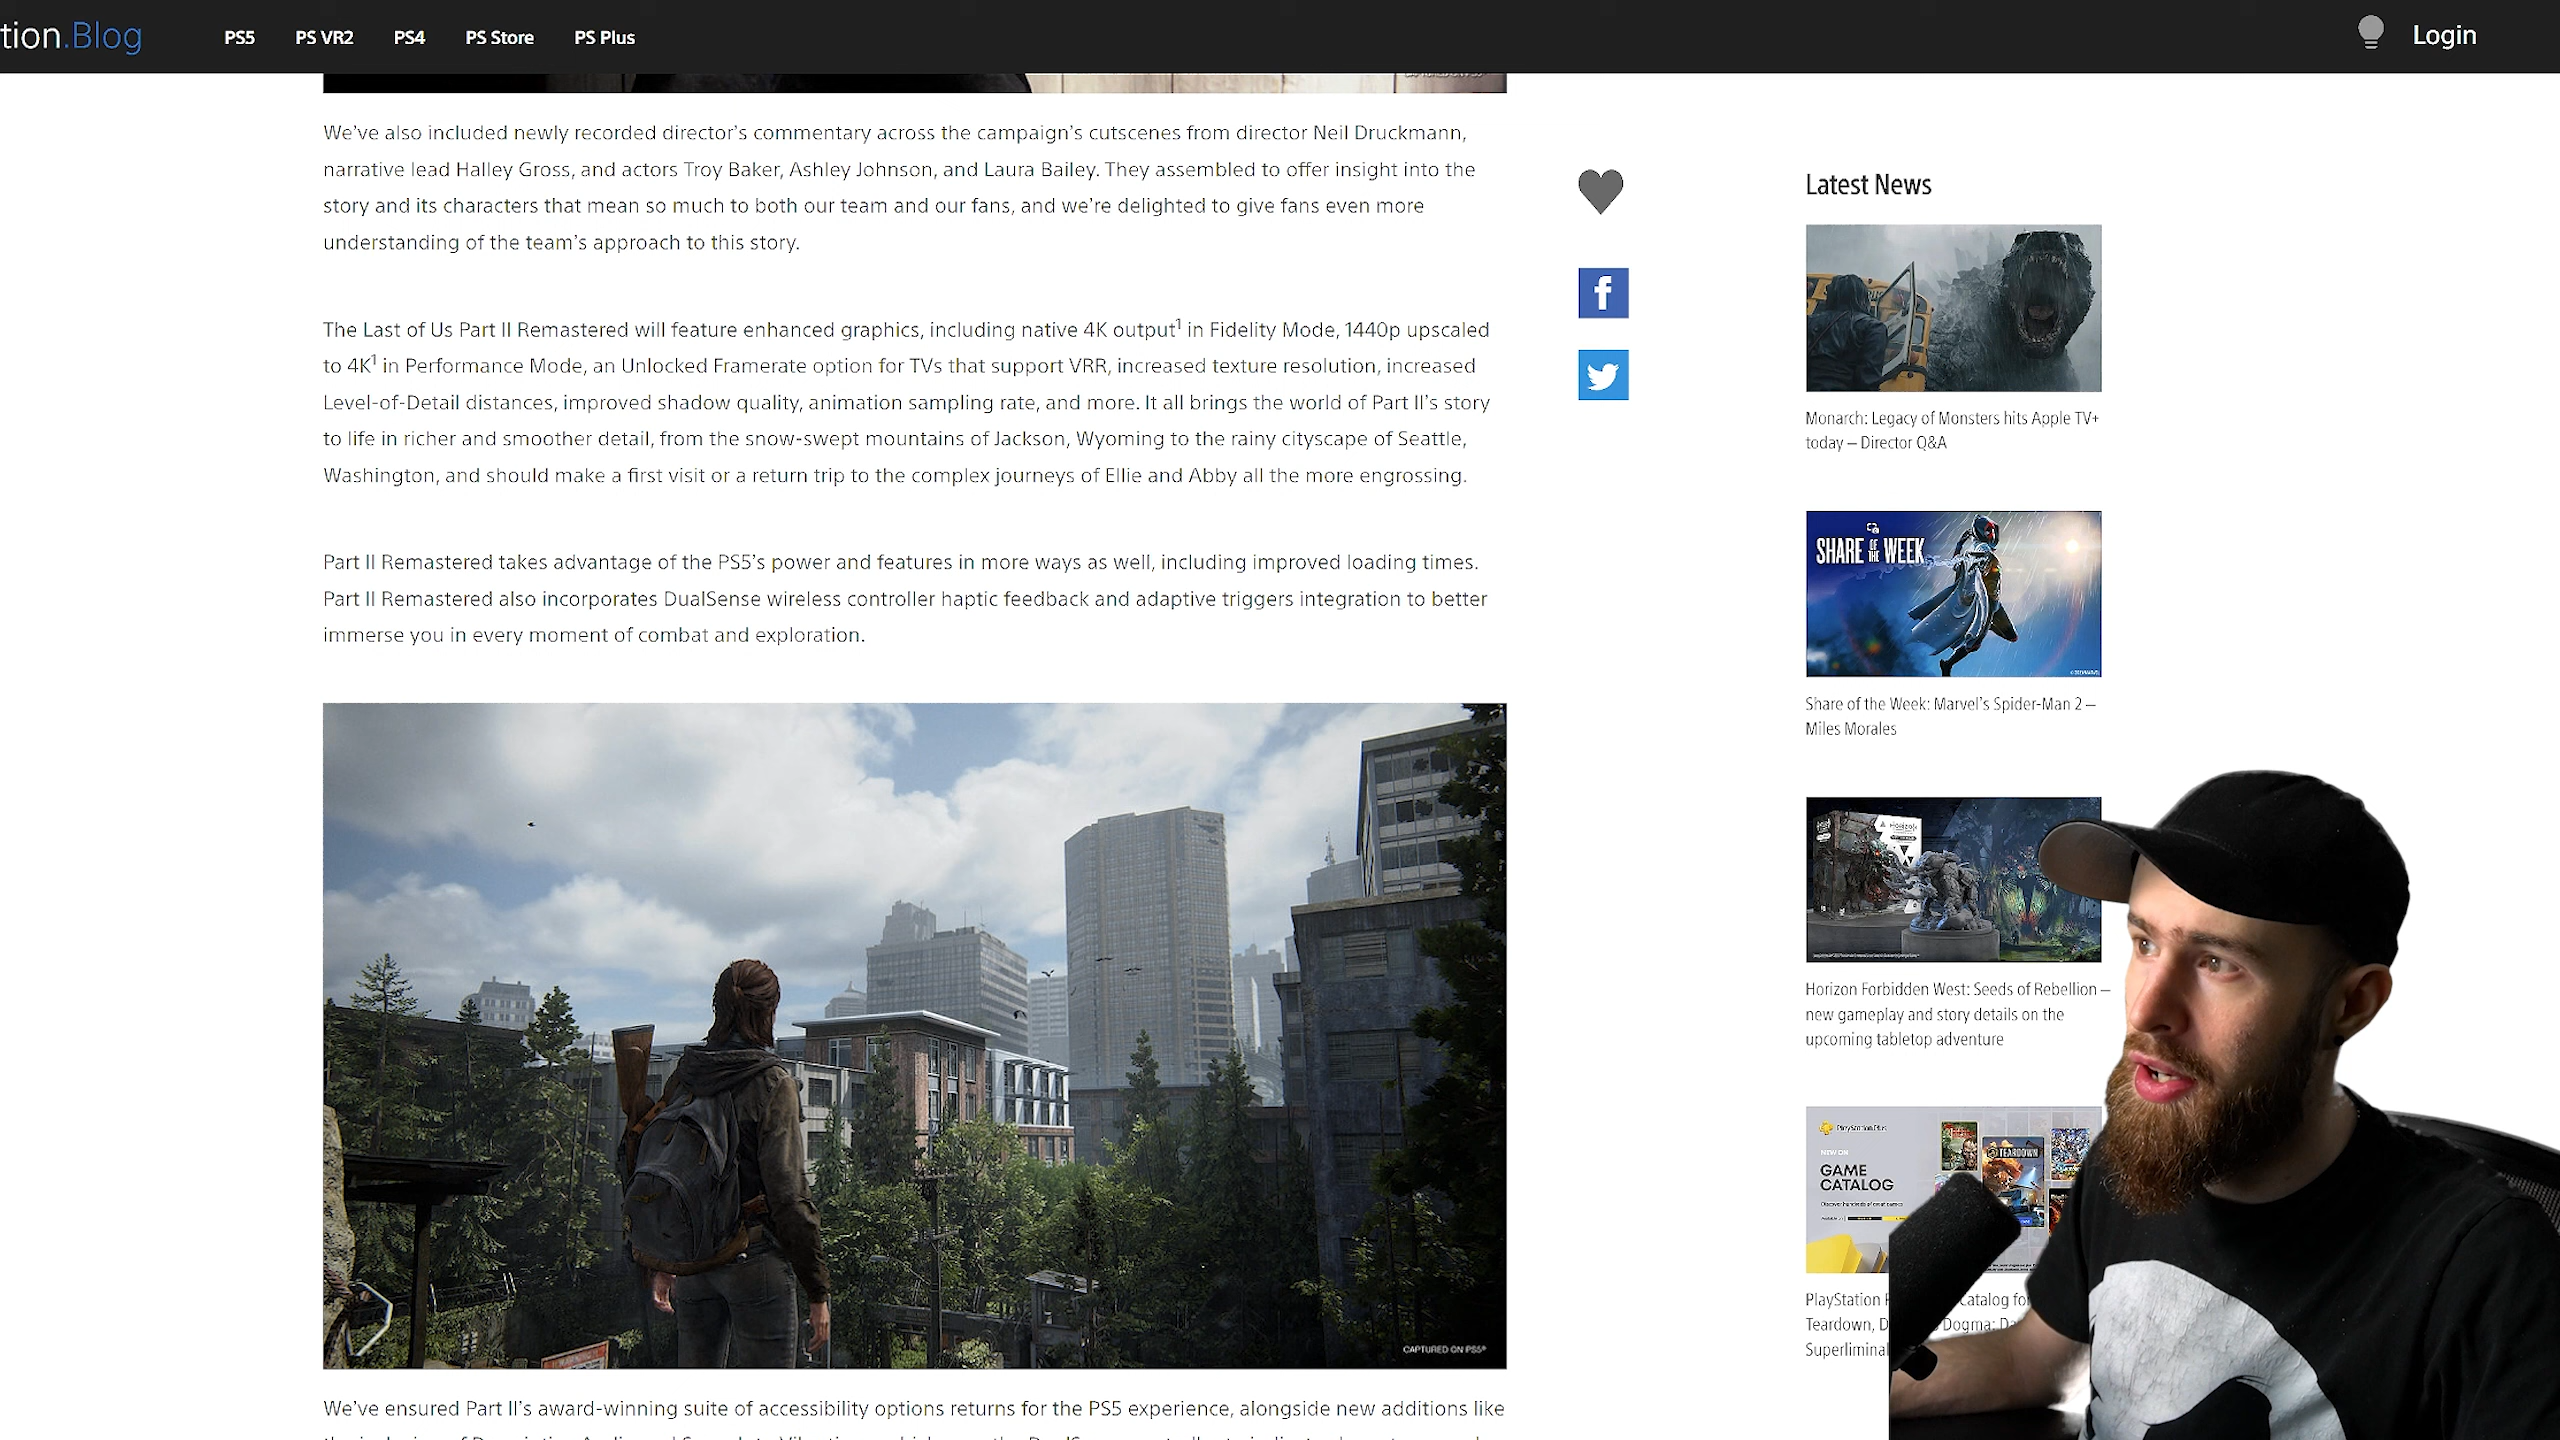 tion.Blog
PS5 PS VR2 PS4 PS Store PS Plus
Login
We've also included newly recorded director's commentary across the campaign's cutscenes from director Neil Druckmann,
narrative lead Halley Gross, and actors Troy Baker, Ashley Johnson, and Laura Bailey. They assembled to offer insight into the
story and its characters that mean so much to both our team and our fans, and we're delighted to give fans even more
understanding of the team's approach to this story.
The Last of Us Part II Remastered will feature enhanced graphics, including native 4K output¹ in Fidelity Mode, 1440p upscaled
to 4K¹ in Performance Mode, an Unlocked Framerate option for TVs that support VRR, increased texture resolution, increased
Level-of-Detail distances, improved shadow quality, animation sampling rate, and more. It all brings the world of Part II's story
to life in richer and smoother detail, from the snow-swept mountains of Jackson, Wyoming to the rainy cityscape of Seattle,
Washington, and should make a first visit or a return trip to the complex journeys of Ellie and Abby all the more engrossing.
Part II Remastered takes advantage of the PS5's power and features in more ways as well, including improved loading times.
Part II Remastered also incorporates DualSense wireless controller haptic feedback and adaptive triggers integration to better
immerse you in every moment of combat and exploration.
CAPTURED ON PS5®
We've ensured Part II's award-winning suite of accessibility options returns for the PS5 experience, alongside new additions like
Latest News
Monarch: Legacy of Monsters hits Apple TV+
today – Director Q&A
SHARE OF THE WEEK
Share of the Week: Marvel's Spider-Man 2 –
Miles Morales
Horizon Forbidden West: Seeds of Rebellion –
new gameplay and story details on the
upcoming tabletop adventure
PlayStation Plus
NEW ON
GAME
CATALOG
TEARDOWN
PlayStation Catalog for
Teardown, Dogma:
Superliminal